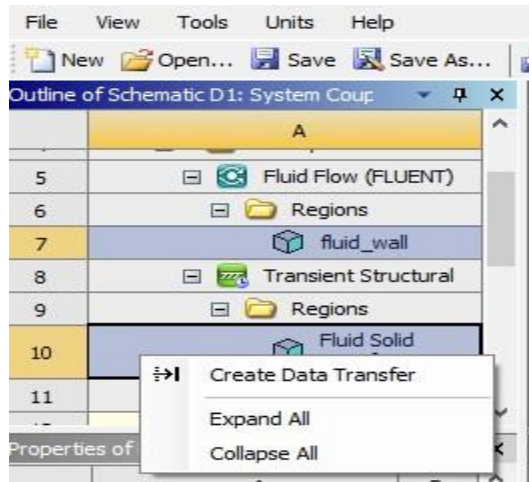 File View Tools Units Help
New Open... Save Save As...
Outline of Schematic D1: System Coup
A
5 Fluid Flow (FLUENT)
6 Regions
7 fluid_wall
8 Transient Structural
9 Regions
10 Fluid Solid
11
Create Data Transfer
Expand All
Collapse All
Properties of